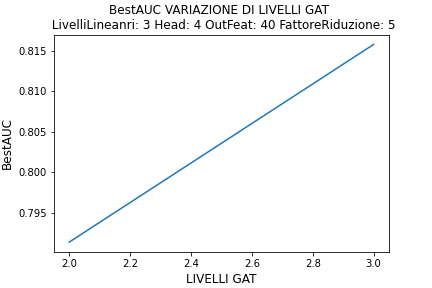 BestAUC VARIAZIONE DI LIVELLI GAT
LivelliLineanri: 3 Head: 4 OutFeat: 40 FattoreRiduzione: 5
0.815
0.810
0.805
0.800
0.795
BestAUC
2.0 2.2 2.4 2.6 2.8 3.0
LIVELLI GAT